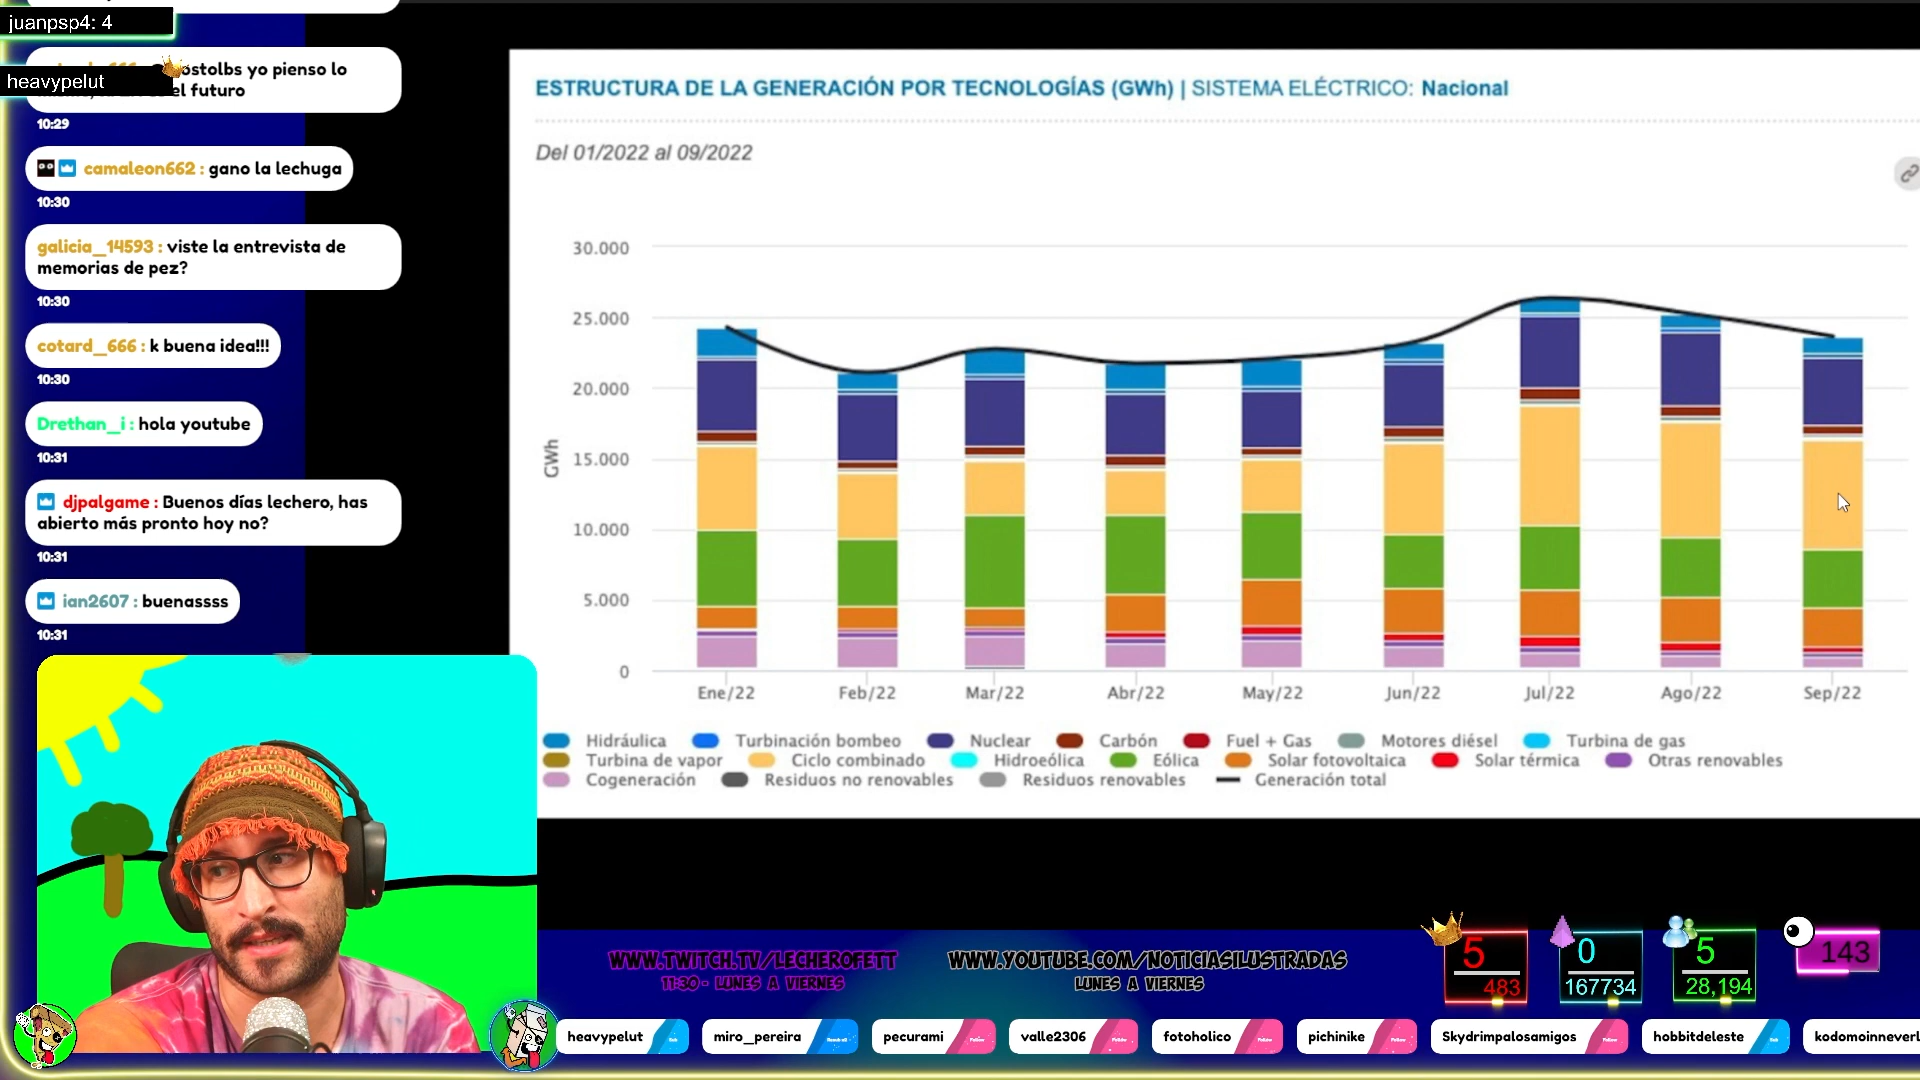 juanpsp4: 4
ostolbs yo pienso lo
heavypelut
el futuro
10:29
camaleon662 : gano la lechuga
10:30
galicia_14593 : viste la entrevista de
memorias de pez?
10:30
cotard_666 : k buena idea!!!
10:30
Drethan_i : hola youtube
10:31
djpalgame : Buenos días lechero, has
abierto más pronto hoy no?
10:31
ian2607 : buenassss
10:31
ESTRUCTURA DE LA GENERACIÓN POR TECNOLOGÍAS (GWh) | SISTEMA ELÉCTRICO: Nacional
Del 01/2022 al 09/2022
30.000
25.000
20.000
15.000
10.000
5.000
0
GWh
Ene/22 Feb/22 Mar/22 Abr/22 May/22 Jun/22 Jul/22 Ago/22 Sep/22
Hidráulica Turbinación bombeo Nuclear Carbón Fuel + Gas Motores diésel Turbina de gas
Turbina de vapor Ciclo combinado Hidroeólica Eólica Solar fotovoltaica Solar térmica Otras renovables
Cogeneración Residuos no renovables Residuos renovables Generación total
WWW.TWITCH.TV/LECHEROFETT
11:30 - LUNES A VIERNES
WWW.YOUTUBE.COM/NOTICIASILUSTRADAS
LUNES A VIERNES
5
483
0
167734
5
28,194
143
heavypelut
miro_pereira
pecurami
valle2306
fotoholico
pichinike
Skydrimpalosamigos
hobbitdeleste
kodomoinneverl